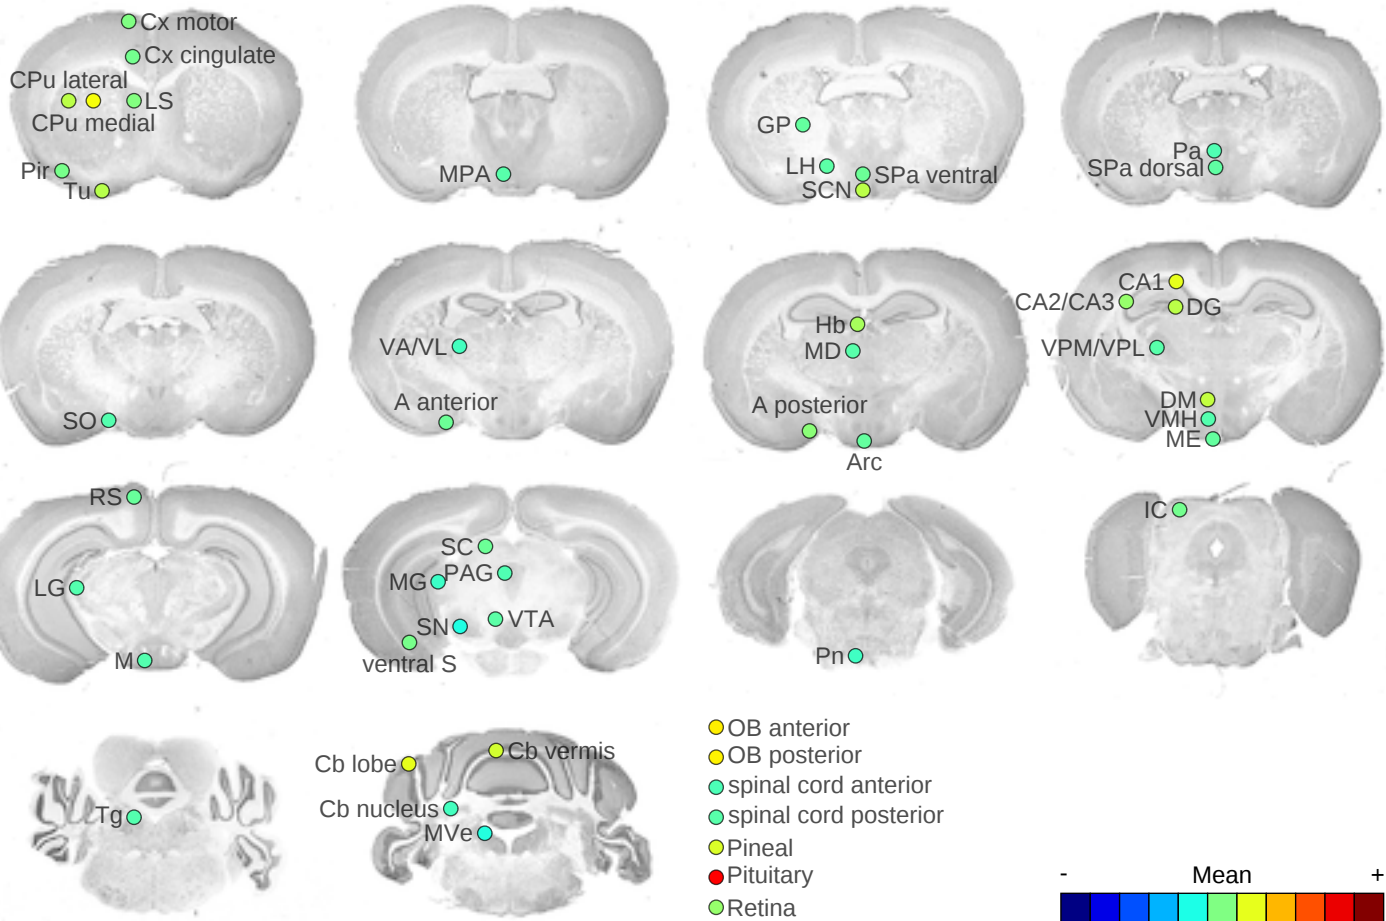 Cx motor
Cx cingulate
CPu lateral
LS
CPu medial
Pir
Tu
MPA
GP
LH
SPa ventral
SCN
Pa
SPa dorsal
SO
VA/VL
A anterior
Hb
MD
A posterior
Arc
CA1
CA2/CA3
DG
VPM/VPL
DM
VMH
ME
RS
LG
M
SC
MG
PAG
SN
VTA
ventral S
Pn
IC
Tg
Cb lobe
Cb vermis
Cb nucleus
MVe
OB anterior
OB posterior
spinal cord anterior
spinal cord posterior
Pineal
Pituitary
Retina
- Mean +